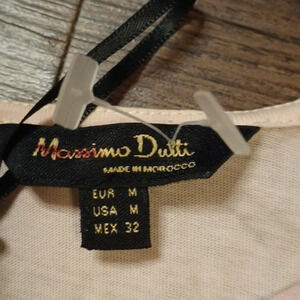 Massimo Dutti
MADE IN MOROCCO
EUR M
USA M
MEX 32